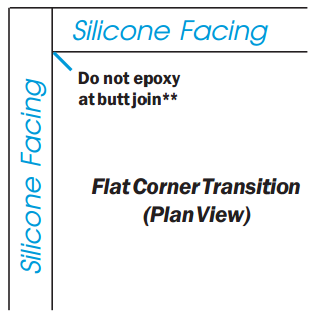 Silicone Facing
Do not epoxy
at butt join**
Silicone Facing
Flat Corner Transition
(Plan View)